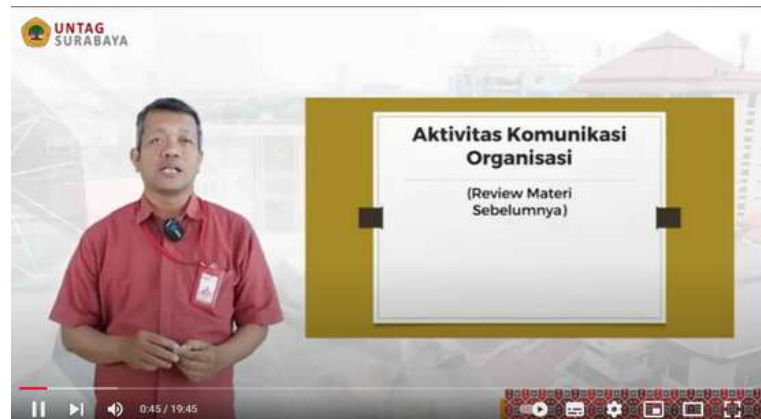 UNTAG
SURABAYA
Aktivitas Komunikasi
Organisasi
(Review Materi
Sebelumnya)
0:45 / 19:45